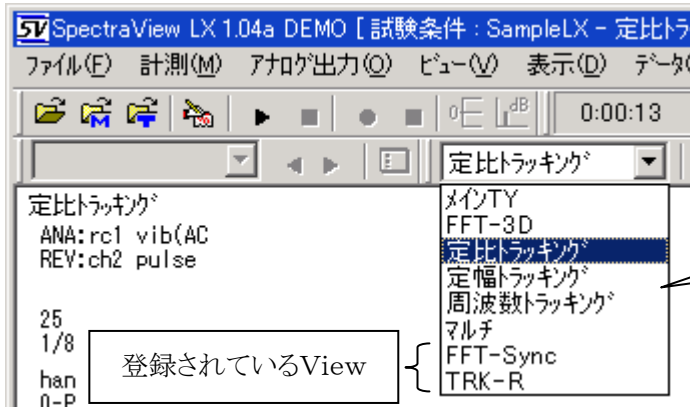 SV SpectraView LX 1.04a DEMO [ 試験条件 : SampleLX - 定比トラ
ﾌｧｲﾙ(F) 計測(M) ｱﾅﾛｸﾞ出力(O) ﾋﾞｭｰ(V) 表示(D) ﾃﾞｰﾀ(
dB 0:00:13
定比ﾄﾗｯｷﾝｸﾞ
定比ﾄﾗｯｷﾝｸﾞ
ANA:rc1 vib(AC
REV:ch2 pulse
25
1/8
han
0-P
ﾒｲﾝTY
FFT-3D
定比ﾄﾗｯｷﾝｸﾞ
定幅ﾄﾗｯｷﾝｸﾞ
周波数ﾄﾗｯｷﾝｸﾞ
ﾏﾙﾁ
FFT-Sync
TRK-R
登録されているView